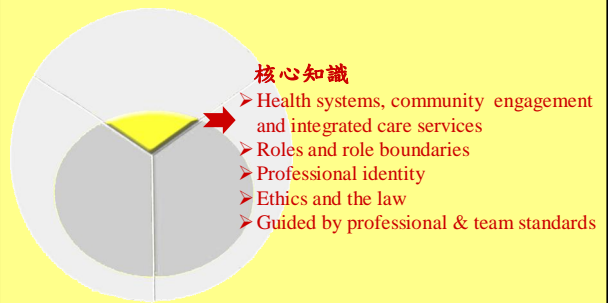 核心知識
➢Health systems, community engagement
and integrated care services
➢Roles and role boundaries
➢Professional identity
➢Ethics and the law
➢Guided by professional & team standards